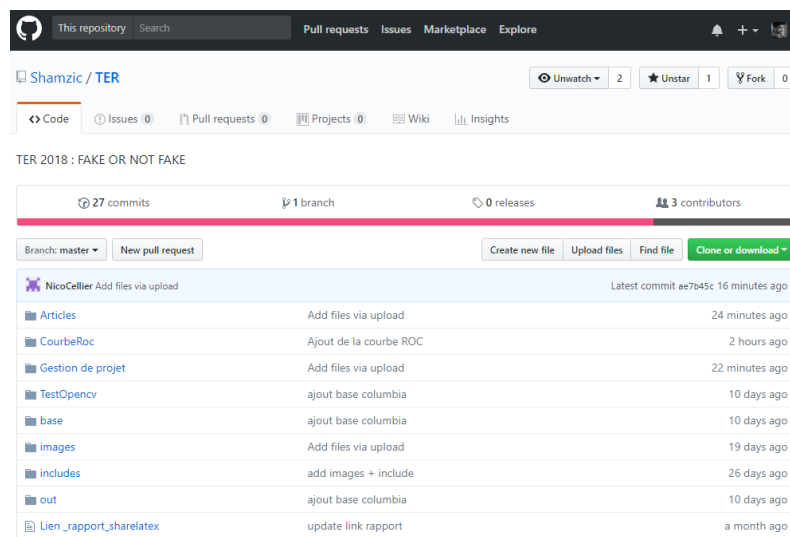 This repository Search Pull requests Issues Marketplace Explore
Shamzic / TER Unwatch 2 Unstar 1 Fork 0
Code Issues 0 Pull requests 0 Projects 0 Wiki Insights
TER 2018 : FAKE OR NOT FAKE
27 commits 1 branch 0 releases 3 contributors
Branch: master New pull request Create new file Upload files Find file Clone or download
NicoCellier Add files via upload Latest commit ae7b45c 16 minutes ago
Articles Add files via upload 24 minutes ago
CourbeRoc Ajout de la courbe ROC 2 hours ago
Gestion de projet Add files via upload 22 minutes ago
TestOpencv ajout base columbia 10 days ago
base ajout base columbia 10 days ago
images Add files via upload 19 days ago
includes add images + include 26 days ago
out ajout base columbia 10 days ago
Lien _rapport_sharelatex update link rapport a month ago